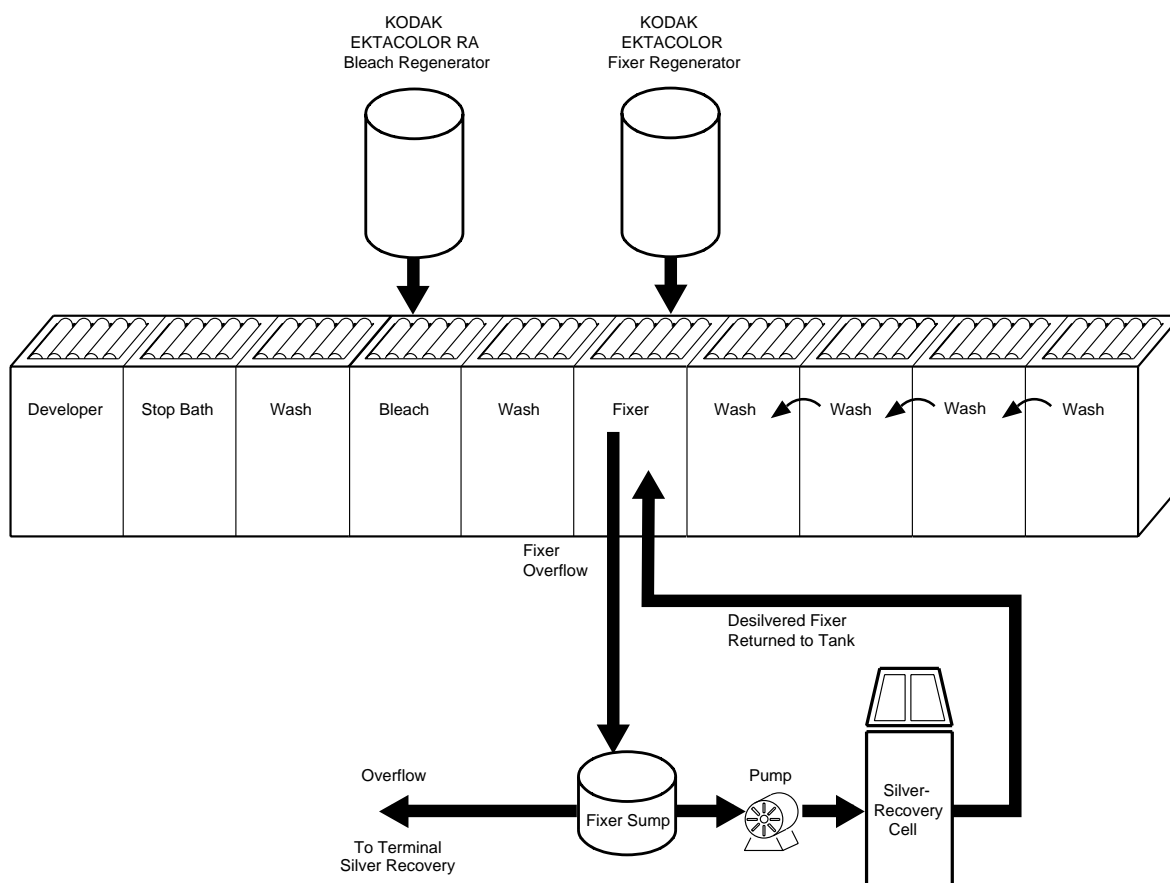 KODAK
EKTACOLOR RA
Bleach Regenerator
KODAK
EKTACOLOR
Fixer Regenerator
Developer
Stop Bath
Wash
Bleach
Wash
Fixer
Wash
Wash
Wash
Wash
Fixer
Overflow
Desilvered Fixer
Returned to Tank
Overflow
To Terminal
Silver Recovery
Fixer Sump
Pump
Silver-
Recovery
Cell